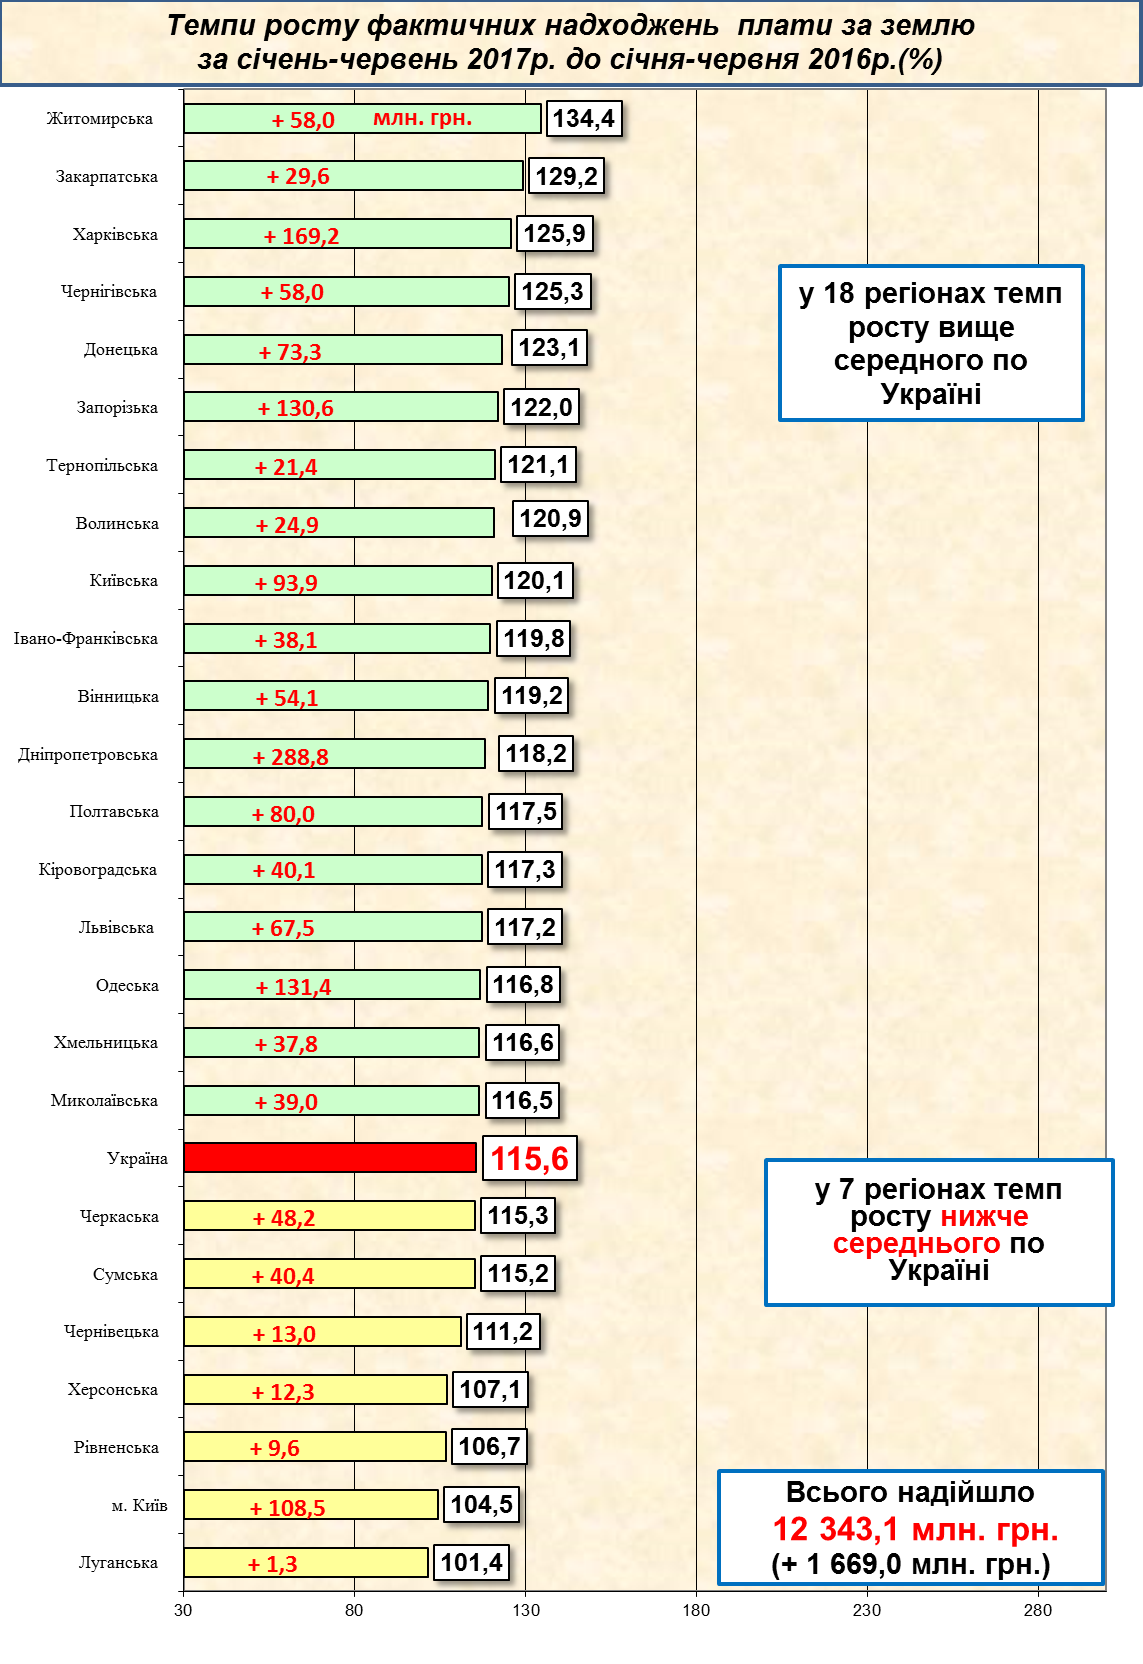 Темпи росту фактичних надходжень плати за землю
за січень-червень 2017р. до січня-червня 2016р.(%)
Житомирська + 58,0 млн. грн. 134,4
Закарпатська + 29,6 129,2
Харківська + 169,2 125,9
Чернігівська + 58,0 125,3
Донецька + 73,3 123,1
Запорізька + 130,6 122,0
Тернопільська + 21,4 121,1
Волинська + 24,9 120,9
Київська + 93,9 120,1
Івано-Франківська + 38,1 119,8
Вінницька + 54,1 119,2
Дніпропетровська + 288,8 118,2
Полтавська + 80,0 117,5
Кіровоградська + 40,1 117,3
Львівська + 67,5 117,2
Одеська + 131,4 116,8
Хмельницька + 37,8 116,6
Миколаївська + 39,0 116,5
Україна 115,6
Черкаська + 48,2 115,3
Сумська + 40,4 115,2
Чернівецька + 13,0 111,2
Херсонська + 12,3 107,1
Рівненська + 9,6 106,7
м. Київ + 108,5 104,5
Луганська + 1,3 101,4
30 80 130 180 230 280
у 18 регіонах темп
росту вище
середного по
Україні
у 7 регіонах темп
росту нижче
середнього по
Україні
Всього надійшло
12 343,1 млн. грн.
(+ 1 669,0 млн. грн.)